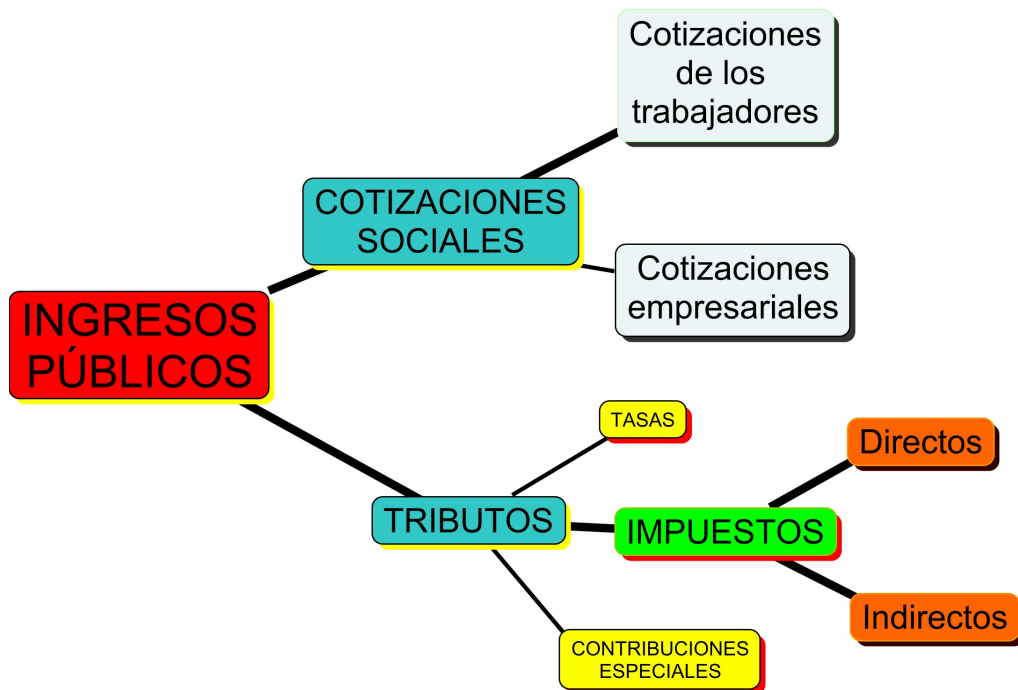 Cotizaciones
de los
trabajadores
COTIZACIONES
SOCIALES
Cotizaciones
empresariales
INGRESOS
PÚBLICOS
TASAS
Directos
TRIBUTOS
IMPUESTOS
Indirectos
CONTRIBUCIONES
ESPECIALES